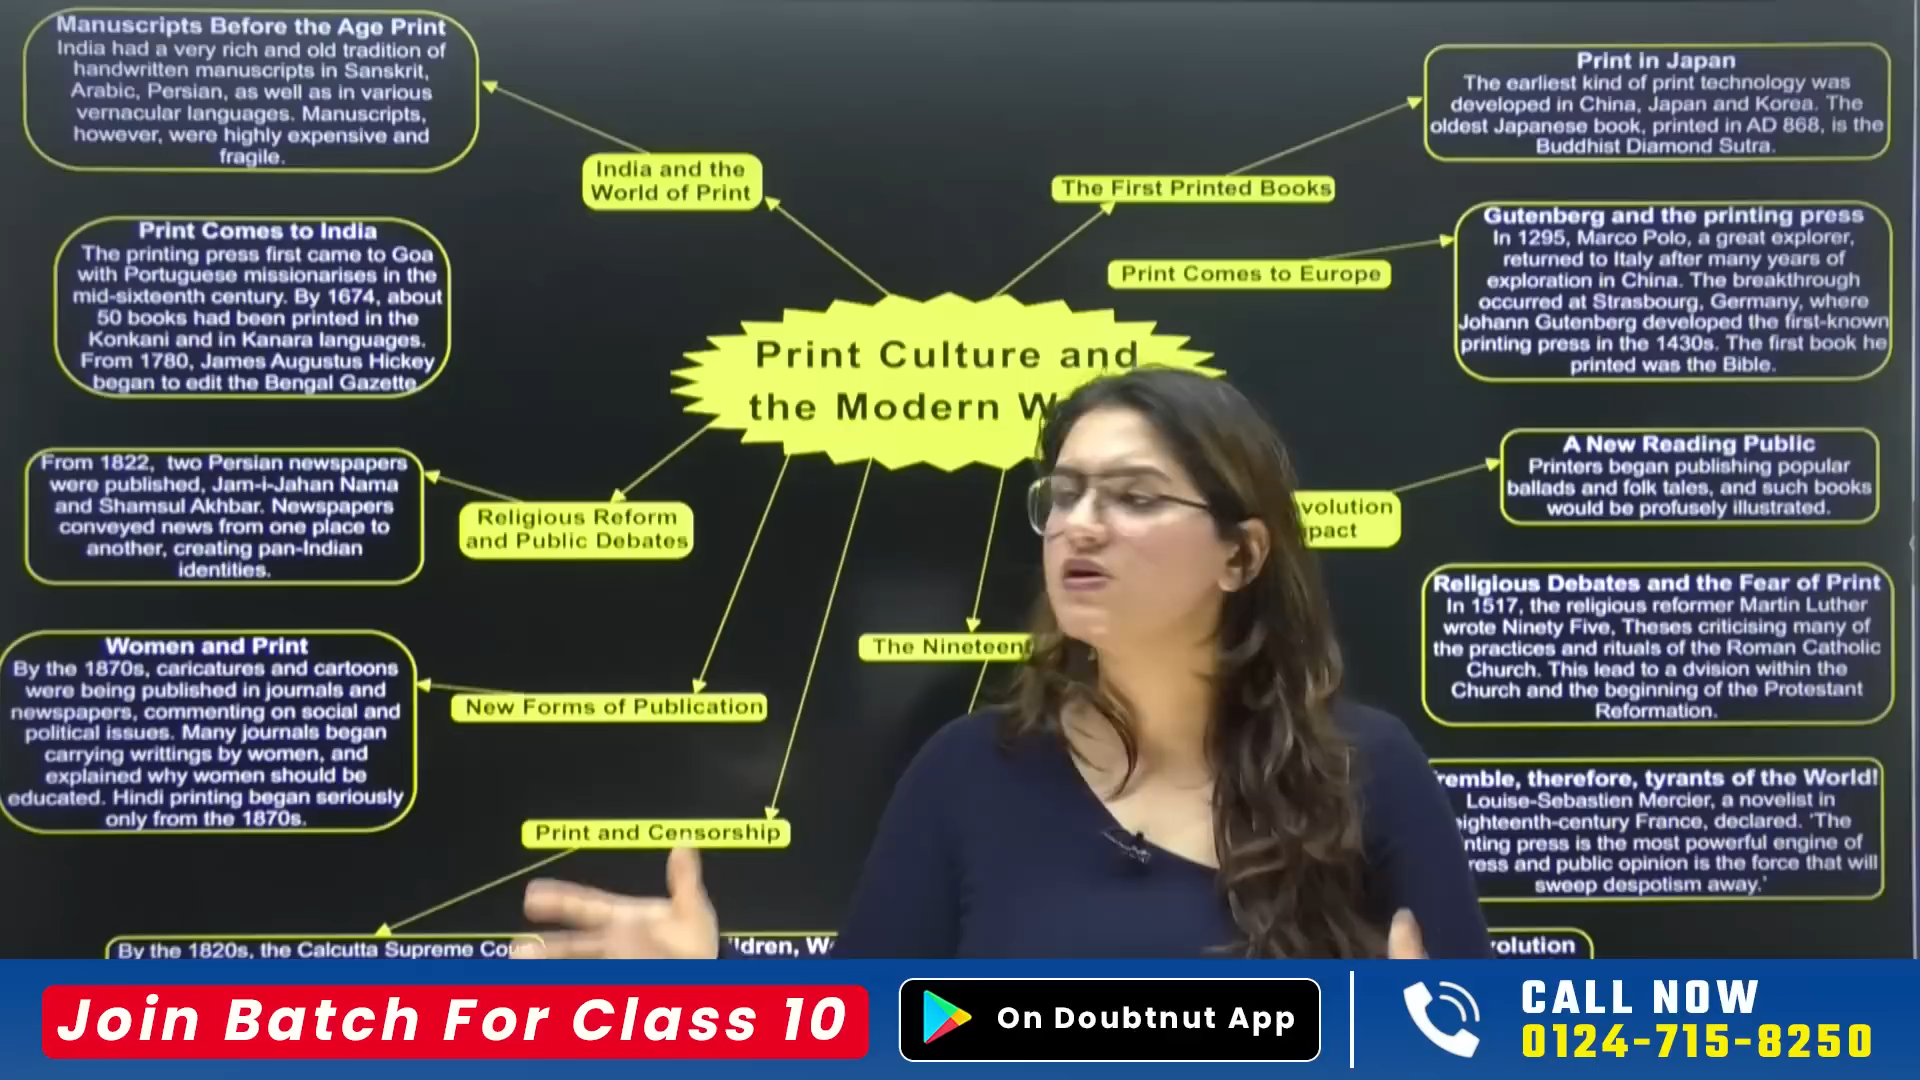 Manuscripts Before the Age Print
India had a very rich and old tradition of
handwritten manuscripts in Sanskrit,
Arabic, Persian, as well as in various
vernacular languages. Manuscripts,
however, were highly expensive and
fragile.
India and the
World of Print
Print Comes to India
The printing press first came to Goa
with Portuguese missionarises in the
mid-sixteenth century. By 1674, about
50 books had been printed in the
Konkani and in Kanara languages.
From 1780, James Augustus Hickey
began to edit the Bengal Gazette
The First Printed Books
Print in Japan
The earliest kind of print technology was
developed in China, Japan and Korea. The
oldest Japanese book, printed in AD 868, is the
Buddhist Diamond Sutra.
Print Comes to Europe
Gutenberg and the printing press
In 1295, Marco Polo, a great explorer,
returned to Italy after many years of
exploration in China. The breakthrough
occurred at Strasbourg, Germany, where
Johann Gutenberg developed the first-known
printing press in the 1430s. The first book he
printed was the Bible.
Print Culture and
the Modern W
From 1822, two Persian newspapers
were published, Jam-i-Jahan Nama
and Shamsul Akhbar. Newspapers
conveyed news from one place to
another, creating pan-Indian
identities.
Religious Reform
and Public Debates
volution
pact
A New Reading Public
Printers began publishing popular
ballads and folk tales, and such books
would be profusely illustrated.
Religious Debates and the Fear of Print
In 1517, the religious reformer Martin Luther
wrote Ninety Five, Theses criticising many of
the practices and rituals of the Roman Catholic
Church. This lead to a dvision within the
Church and the beginning of the Protestant
Reformation.
Women and Print
By the 1870s, caricatures and cartoons
were being published in journals and
newspapers, commenting on social and
political issues. Many journals began
carrying writtings by women, and
explained why women should be
educated. Hindi printing began seriously
only from the 1870s.
New Forms of Publication
The Nineteent
remble, therefore, tyrants of the World!
Louise-Sebastien Mercier, a novelist in
ighteenth-century France, declared. 'The
nting press is the most powerful engine of
ress and public opinion is the force that will
sweep despotism away.'
Print and Censorship
By the 1820s, the Calcutta Supreme Cou
ldren, W
volution
Join Batch For Class 10
On Doubtnut App
CALL NOW
0124-715-8250